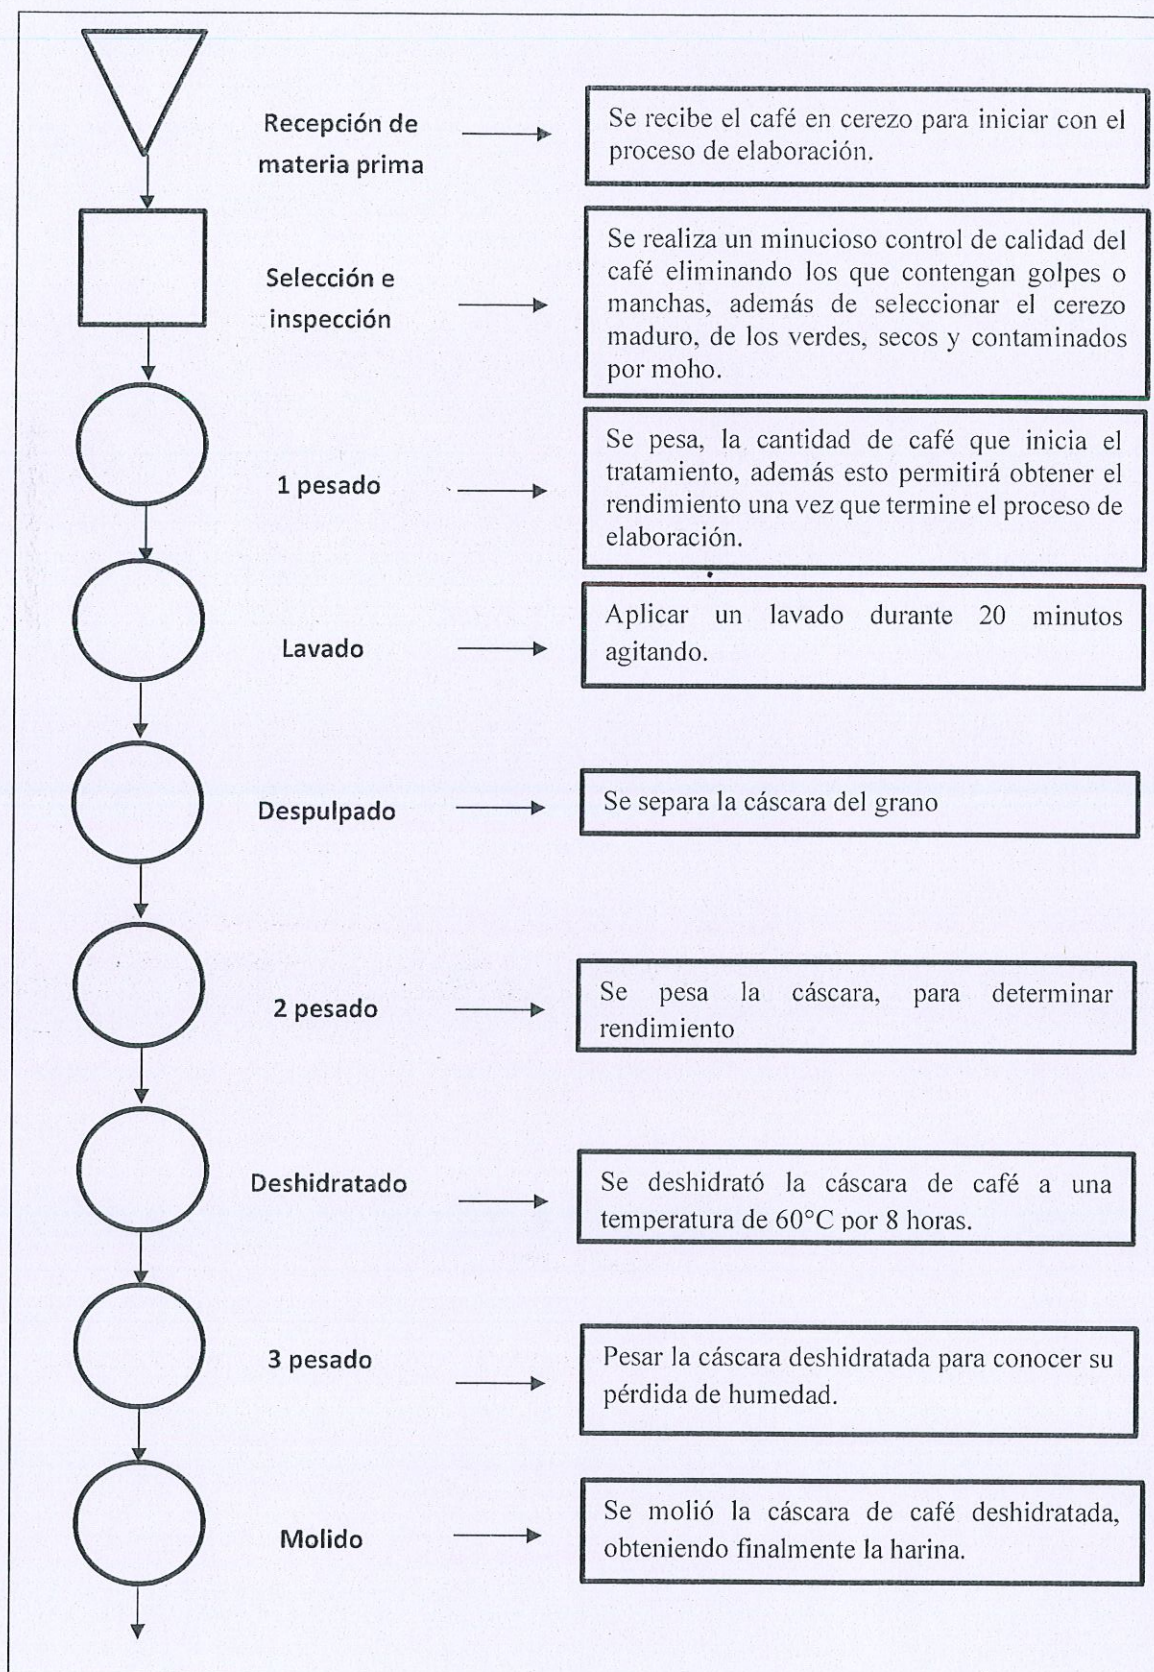 Recepción de
materia prima
Se recibe el café en cerezo para iniciar con el
proceso de elaboración.
Selección e
inspección
Se realiza un minucioso control de calidad del
café eliminando los que contengan golpes o
manchas, además de seleccionar el cerezo
maduro, de los verdes, secos y contaminados
por moho.
1 pesado
Se pesa, la cantidad de café que inicia el
tratamiento, además esto permitirá obtener el
rendimiento una vez que termine el proceso de
elaboración.
Lavado
Aplicar un lavado durante 20 minutos
agitando.
Despulpado
Se separa la cáscara del grano
2 pesado
Se pesa la cáscara, para determinar
rendimiento
Deshidratado
Se deshidrató la cáscara de café a una
temperatura de 60°C por 8 horas.
3 pesado
Pesar la cáscara deshidratada para conocer su
pérdida de humedad.
Molido
Se molió la cáscara de café deshidratada,
obteniendo finalmente la harina.